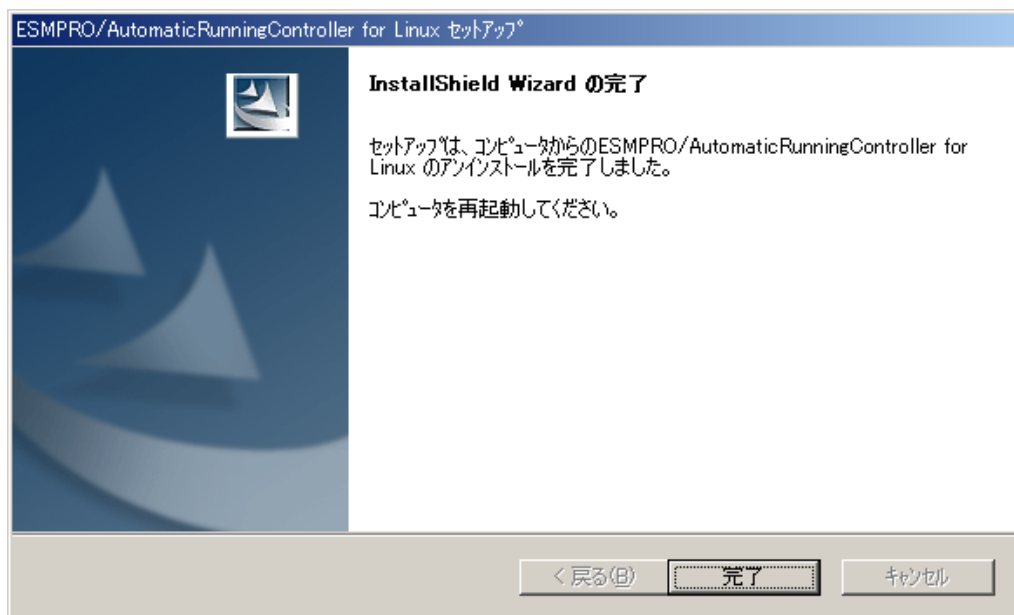 ESMPRO/AutomaticRunningController for Linux ｾｯﾄｱｯﾌﾟ
InstallShield Wizard の完了
ｾｯﾄｱｯﾌﾟは、ｺﾝﾋﾟｭｰﾀからのESMPRO/AutomaticRunningController for
Linux のｱﾝｲﾝｽﾄｰﾙを完了しました。
ｺﾝﾋﾟｭｰﾀを再起動してください。
< 戻る(B)
完了
ｷｬﾝｾﾙ